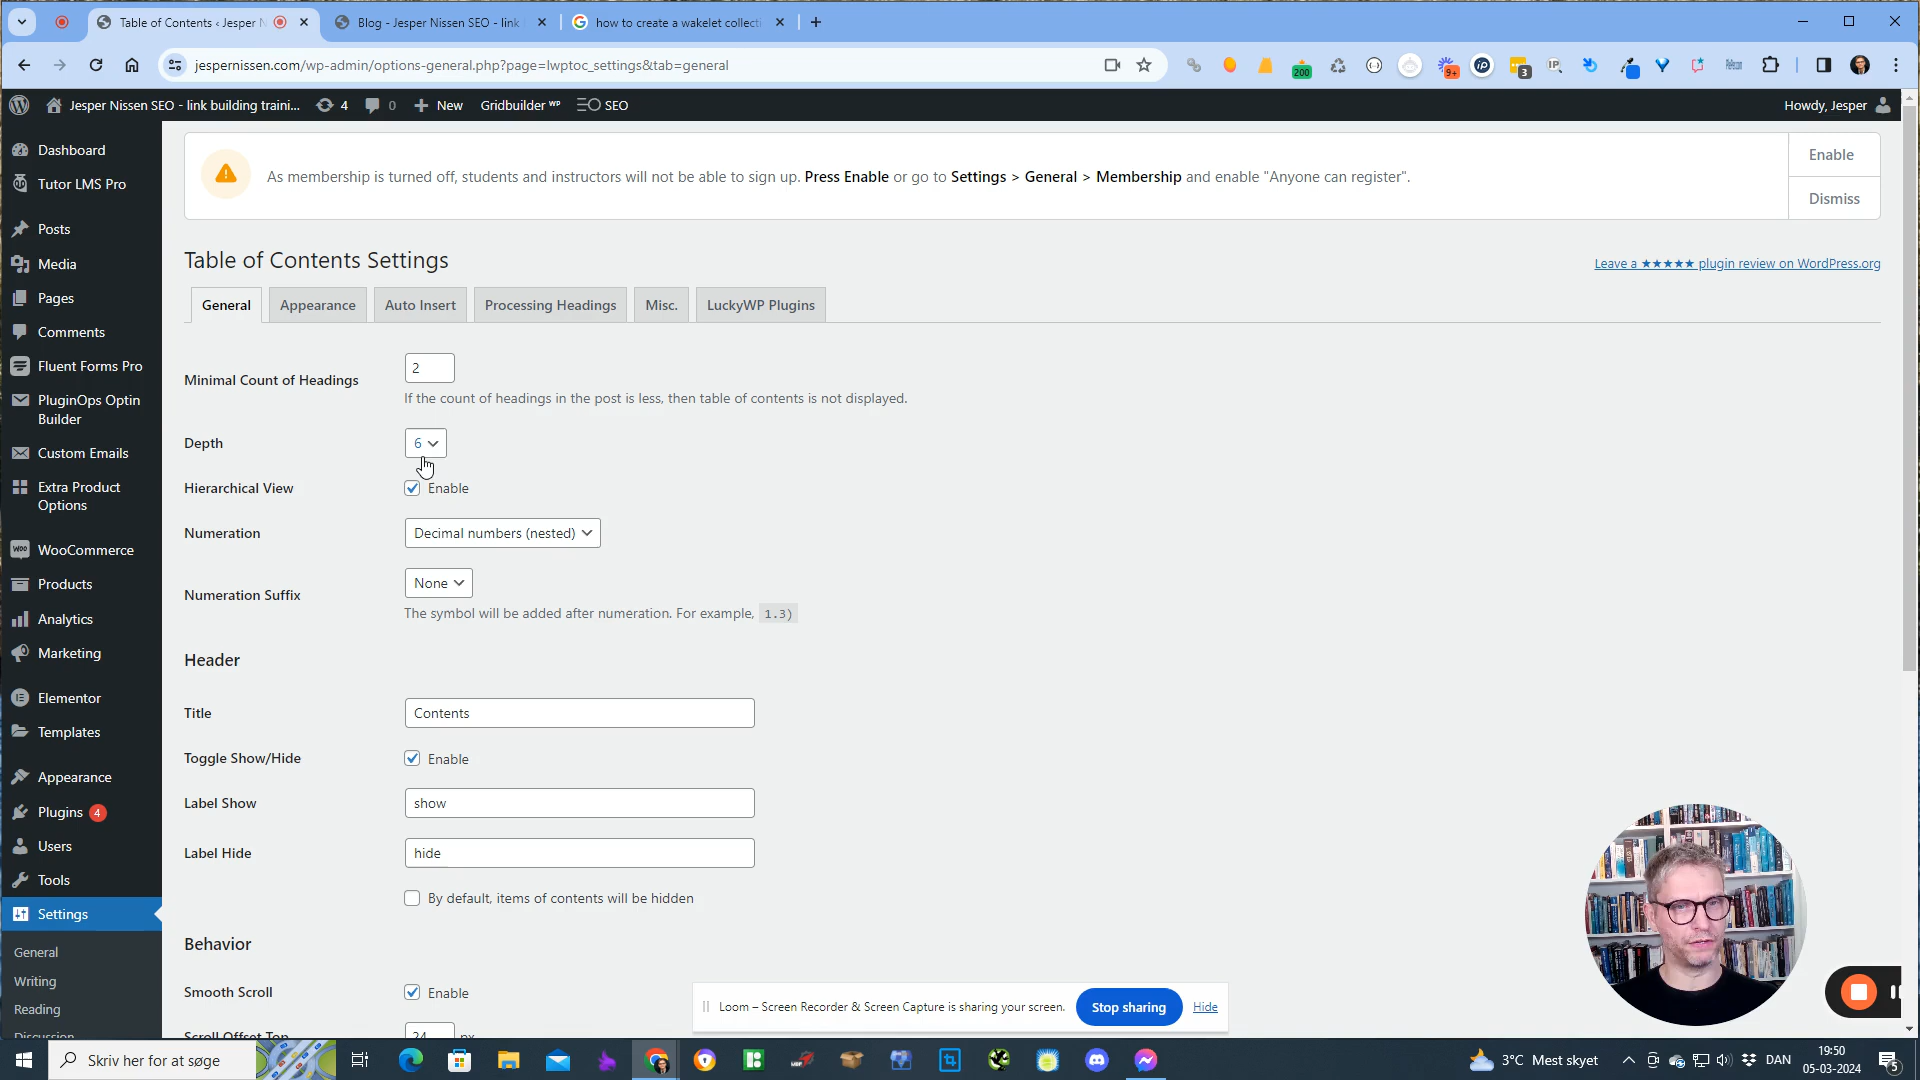 Table of Contents ‹ Jesper N
Blog - Jesper Nissen SEO - link
how to create a wakelet collecti
jespernissen.com/wp-admin/options-general.php?page=lwptoc_settings&tab=general
200
9+
3
Jesper Nissen SEO - link building traini...
4
0
New
Gridbuilder ᵂᴾ
SEO
Howdy, Jesper
Dashboard
Tutor LMS Pro
Posts
Media
Pages
Comments
Fluent Forms Pro
PluginOps Optin
Builder
Custom Emails
Extra Product
Options
WooCommerce
Products
Analytics
Marketing
Elementor
Templates
Appearance
Plugins 4
Users
Tools
Settings
General
Writing
Reading
Discussion
As membership is turned off, students and instructors will not be able to sign up. Press Enable or go to Settings > General > Membership and enable "Anyone can register".
Enable
Dismiss
Table of Contents Settings
Leave a ★★★★★ plugin review on WordPress.org
General
Appearance
Auto Insert
Processing Headings
Misc.
LuckyWP Plugins
Minimal Count of Headings
2
If the count of headings in the post is less, then table of contents is not displayed.
Depth
6
Hierarchical View
Enable
Numeration
Decimal numbers (nested)
Numeration Suffix
None
The symbol will be added after numeration. For example, 1.3)
Header
Title
Contents
Toggle Show/Hide
Enable
Label Show
show
Label Hide
hide
By default, items of contents will be hidden
Behavior
Smooth Scroll
Enable
Scroll Offset Top
24 px
Loom – Screen Recorder & Screen Capture is sharing your screen.
Stop sharing
Hide
Skriv her for at søge
3°C Mest skyet
DAN
19:50
05-03-2024
5